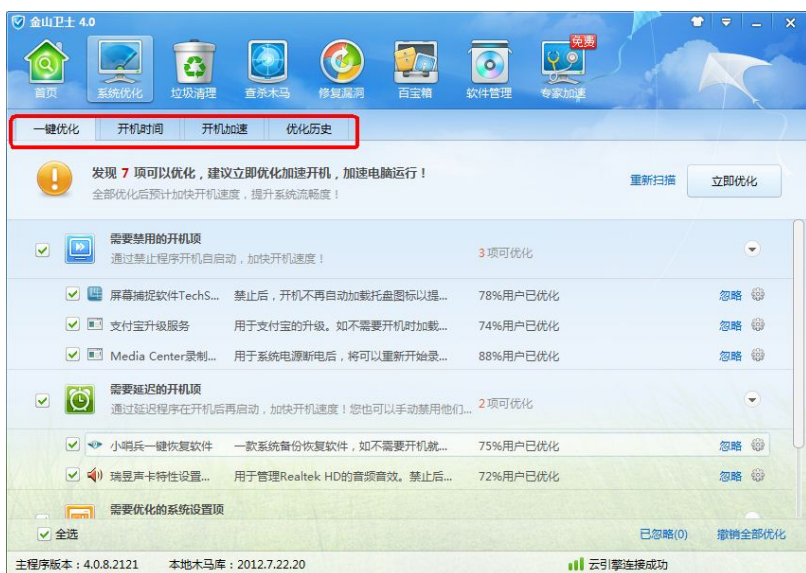 金山卫士 4.0
免费
首页 系统优化 垃圾清理 查杀木马 修复漏洞 百宝箱 软件管理 专家加速
一键优化 开机时间 开机加速 优化历史
发现 7 项可以优化，建议立即优化加速开机，加速电脑运行！
全部优化后预计加快开机速度，提升系统流畅度！
重新扫描 立即优化
需要禁用的开机项
通过禁止程序开机自启动，加快开机速度！ 3项可优化
屏幕捕捉软件TechS... 禁止后，开机不再自动加载托盘图标以提... 78%用户已优化 忽略
支付宝升级服务 用于支付宝的升级。如不需要开机时加载... 74%用户已优化 忽略
Media Center录制... 用于系统电源断电后，将可以重新开始录... 88%用户已优化 忽略
需要延迟的开机项
通过延迟程序在开机后再启动，加快开机速度！您也可以手动禁用他们... 2项可优化
小哨兵一键恢复软件 一款系统备份恢复软件，如不需要开机就... 75%用户已优化 忽略
瑞昱声卡特性设置... 用于管理Realtek HD的音频音效。禁止后... 72%用户已优化 忽略
需要优化的系统设置项
全选 已忽略(0) 撤销全部优化
主程序版本：4.0.8.2121 本地木马库：2012.7.22.20 云引擎连接成功